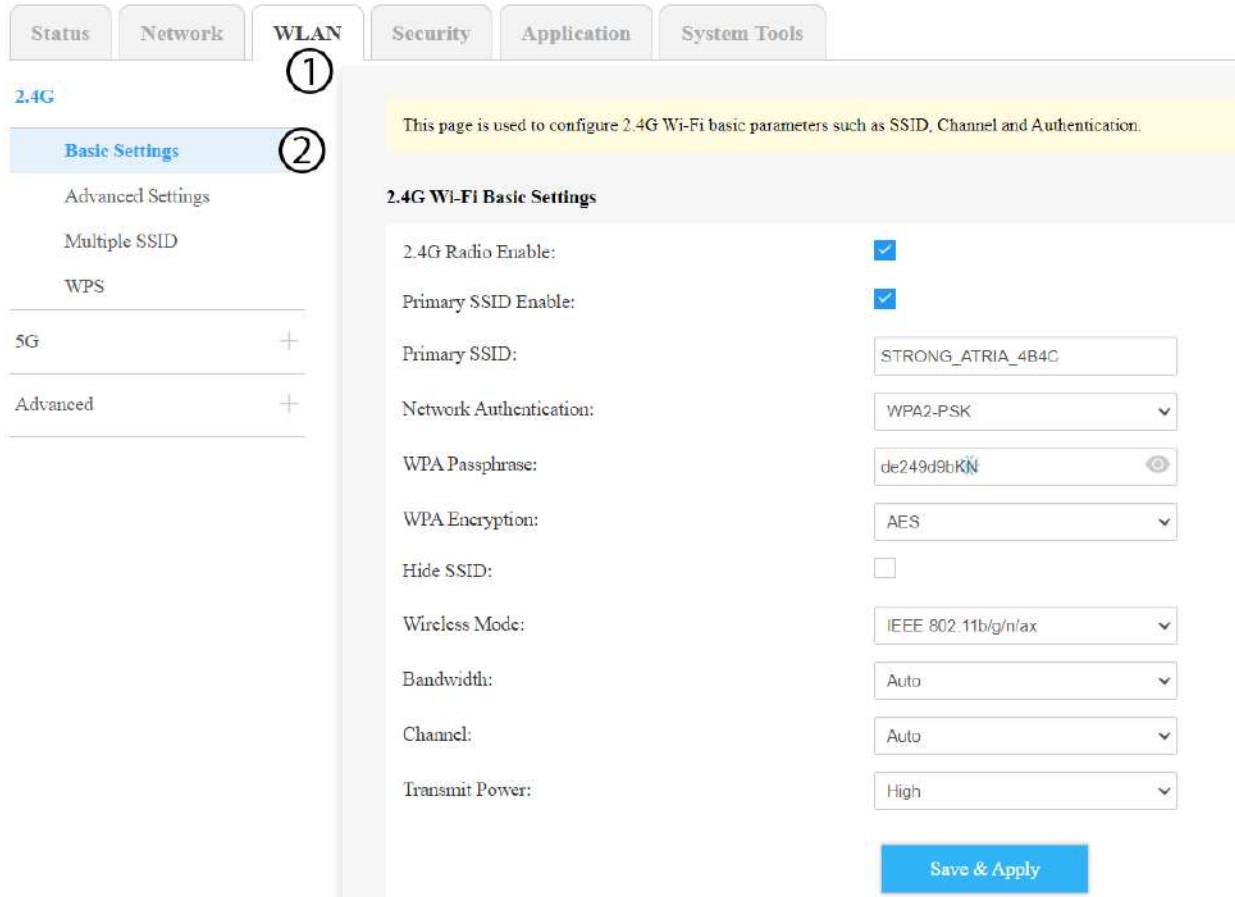 Status Network WLAN Security Application System Tools
1
2.4G
This page is used to configure 2.4G Wi-Fi basic parameters such as SSID, Channel and Authentication.
Basic Settings 2
Advanced Settings
2.4G Wi-Fi Basic Settings
Multiple SSID
WPS
5G
Advanced
2.4G Radio Enable:
Primary SSID Enable:
Primary SSID: STRONG_ATRIA_4B4C
Network Authentication: WPA2-PSK
WPA Passphrase: de249d9bKN
WPA Encryption: AES
Hide SSID:
Wireless Mode: IEEE 802.11b/g/n/ax
Bandwidth: Auto
Channel: Auto
Transmit Power: High
Save & Apply